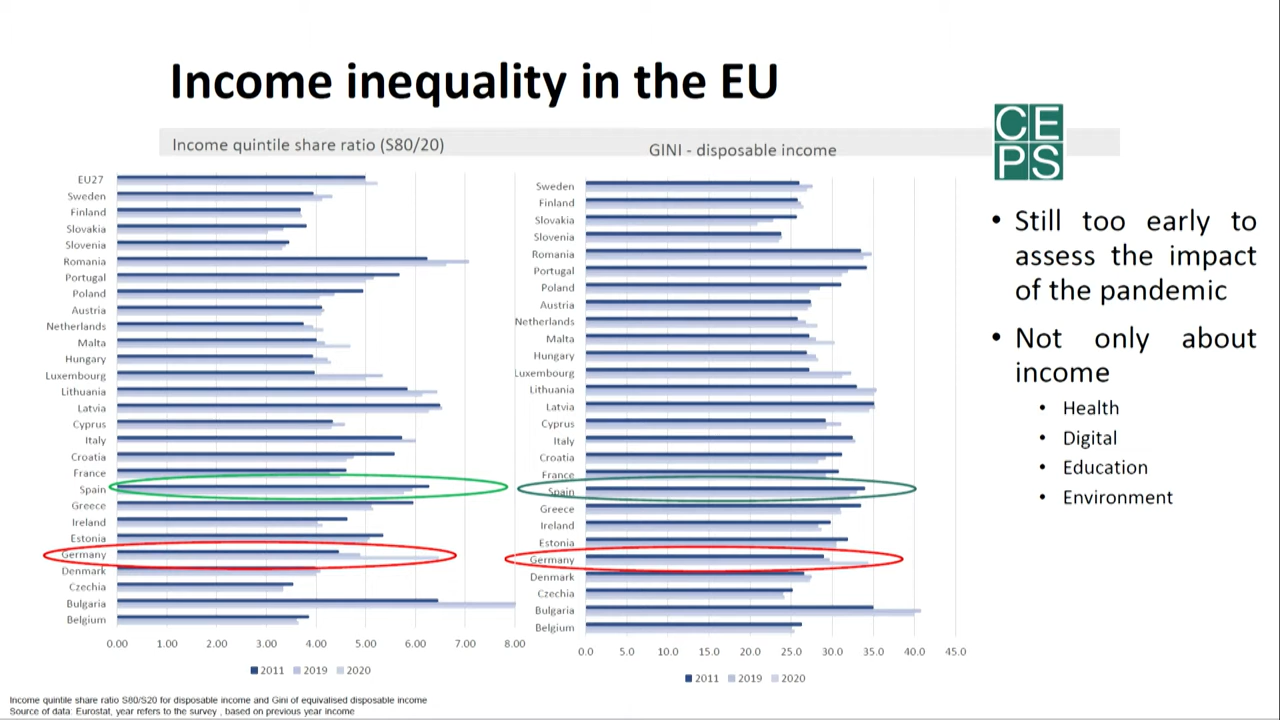 Income inequality in the EU
Income quintile share ratio (S80/20)
EU27
Sweden
Finland
Slovakia
Slovenia
Romania
Portugal
Poland
Austria
Netherlands
Malta
Hungary
Luxembourg
Lithuania
Latvia
Cyprus
Italy
Croatia
France
Spain
Greece
Ireland
Estonia
Germany
Denmark
Czechia
Bulgaria
Belgium
0.00 1.00 2.00 3.00 4.00 5.00 6.00 7.00 8.00
2011 2019 2020
GINI - disposable income
Sweden
Finland
Slovakia
Slovenia
Romania
Portugal
Poland
Austria
Netherlands
Malta
Hungary
Luxembourg
Lithuania
Latvia
Cyprus
Italy
Croatia
France
Spain
Greece
Ireland
Estonia
Germany
Denmark
Czechia
Bulgaria
Belgium
0.0 5.0 10.0 15.0 20.0 25.0 30.0 35.0 40.0 45.0
2011 2019 2020
CE
PS
• Still too early to
assess the impact
of the pandemic
• Not only about
income
• Health
• Digital
• Education
• Environment
Income quintile share ratio S80/S20 for disposable income and Gini of equivalised disposable income
Source of data: Eurostat, year refers to the survey , based on previous year income